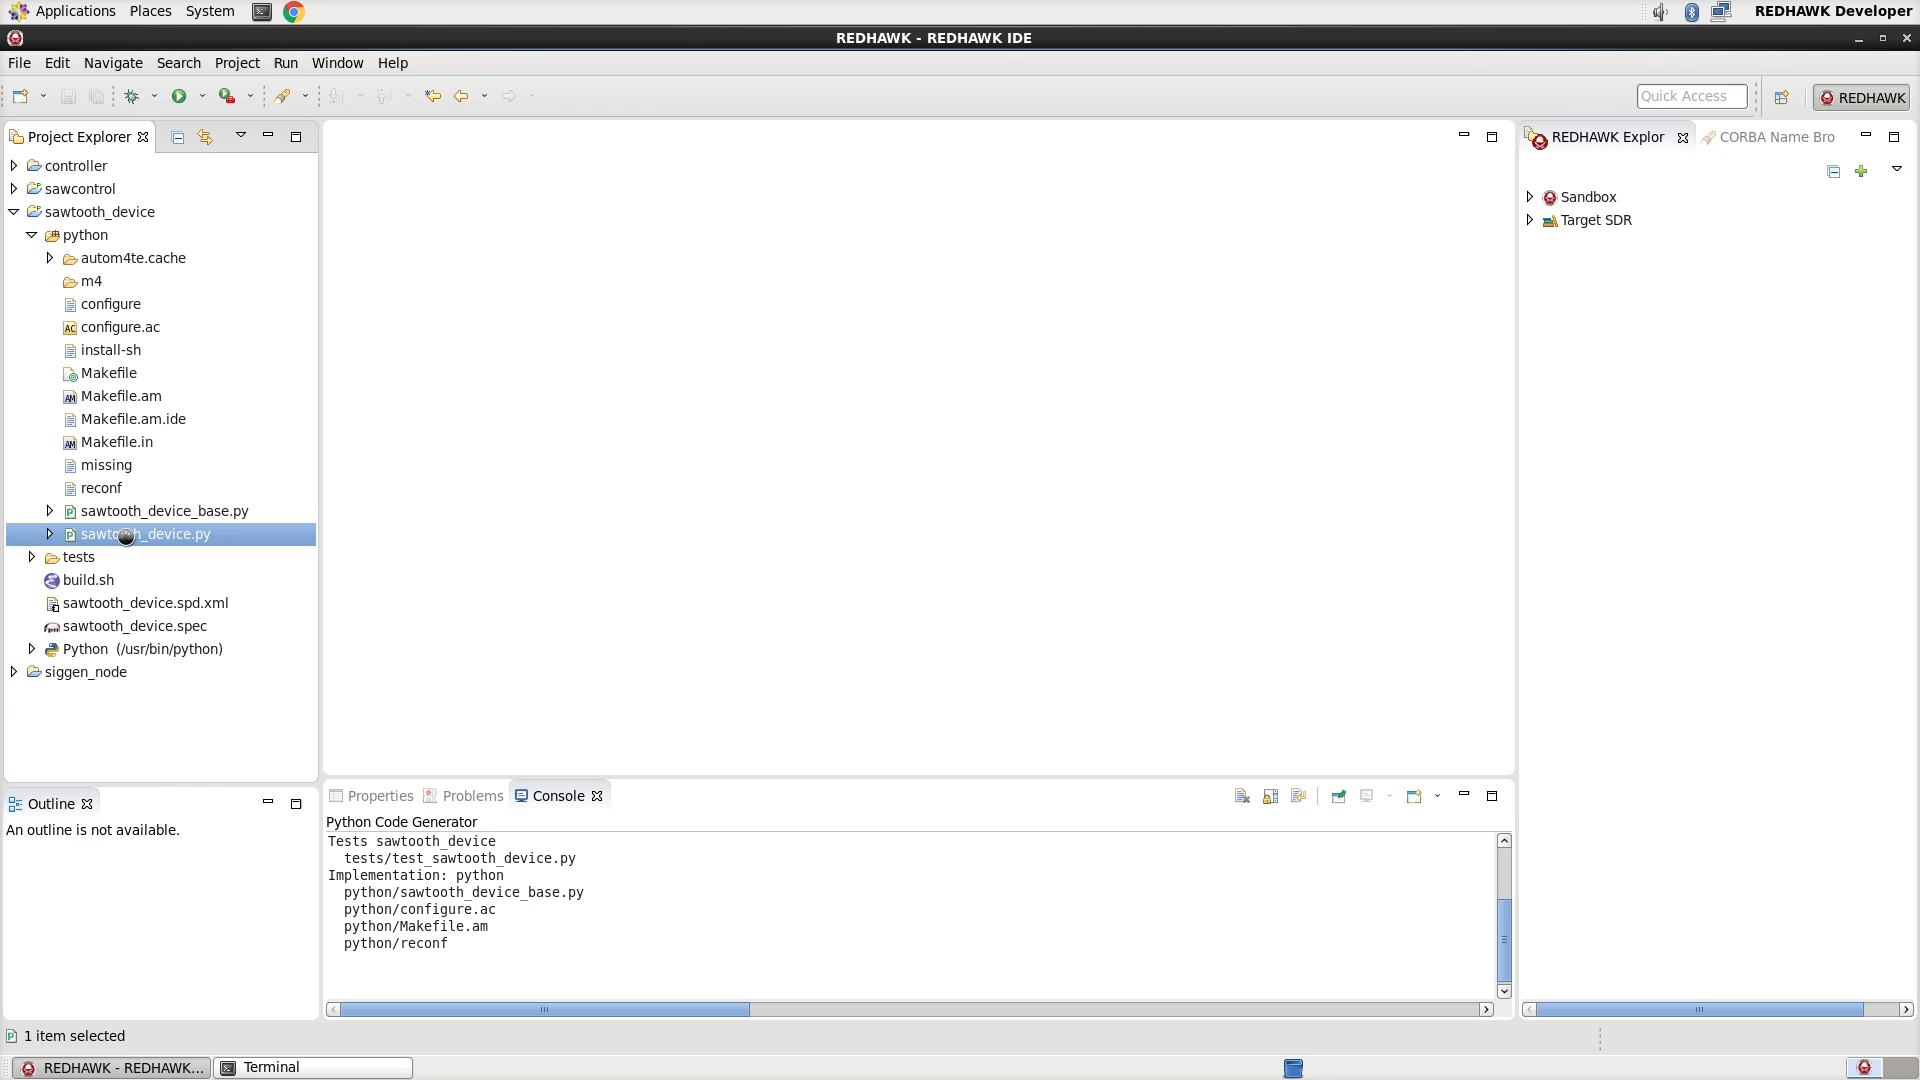 Applications Places System
REDHAWK Developer
REDHAWK - REDHAWK IDE
File Edit Navigate Search Project Run Window Help
Quick Access
REDHAWK
Project Explorer
controller
sawcontrol
sawtooth_device
python
autom4te.cache
m4
configure
AC configure.ac
install-sh
Makefile
AM Makefile.am
Makefile.am.ide
AM Makefile.in
missing
reconf
sawtooth_device_base.py
sawtooth_device.py
tests
build.sh
sawtooth_device.spd.xml
sawtooth_device.spec
Python (/usr/bin/python)
siggen_node
Outline
An outline is not available.
Properties Problems Console
Python Code Generator
Tests sawtooth_device
tests/test_sawtooth_device.py
Implementation: python
python/sawtooth_device_base.py
python/configure.ac
python/Makefile.am
python/reconf
REDHAWK Explor CORBA Name Bro
Sandbox
Target SDR
1 item selected
REDHAWK - REDHAWK... Terminal